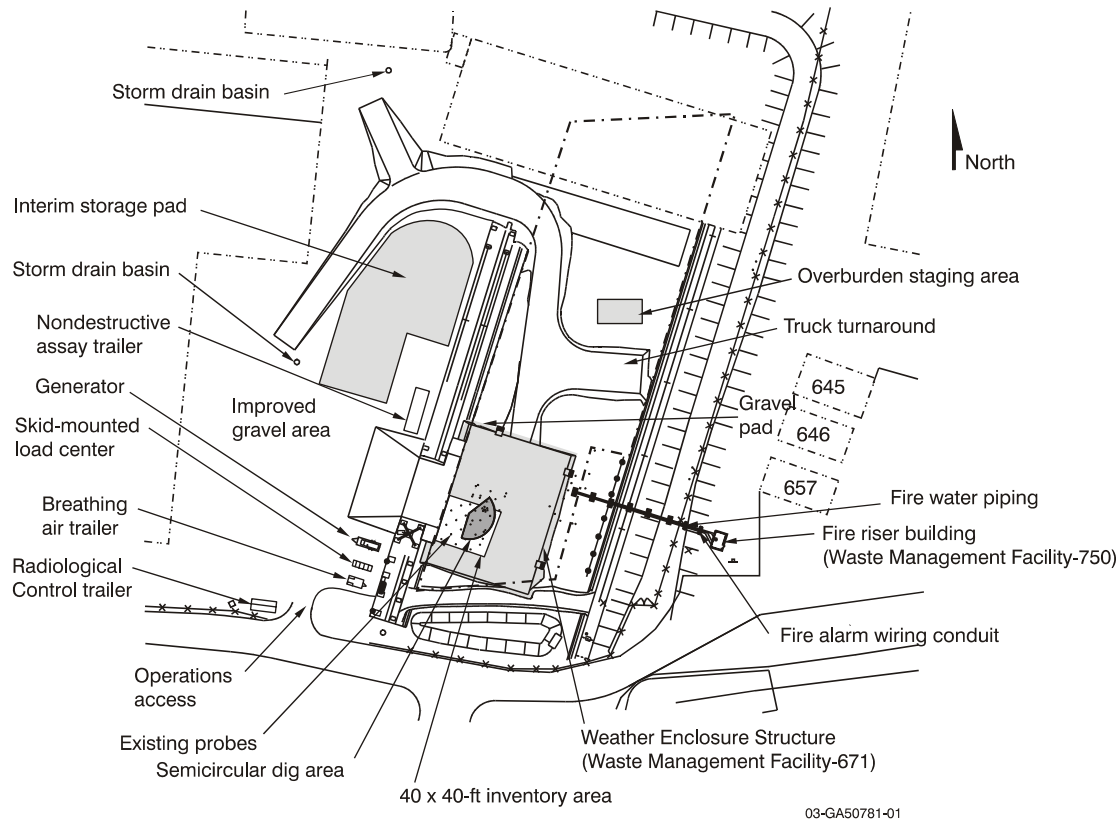 Storm drain basin
North
Interim storage pad
Storm drain basin
Overburden staging area
Nondestructive
assay trailer
Truck turnaround
Generator
645
Improved
gravel area
Gravel
pad
Skid-mounted
load center
646
657
Breathing
air trailer
Fire water piping
Fire riser building
(Waste Management Facility-750)
Radiological
Control trailer
Fire alarm wiring conduit
Operations
access
Existing probes
Semicircular dig area
Weather Enclosure Structure
(Waste Management Facility-671)
40 x 40-ft inventory area
03-GA50781-01